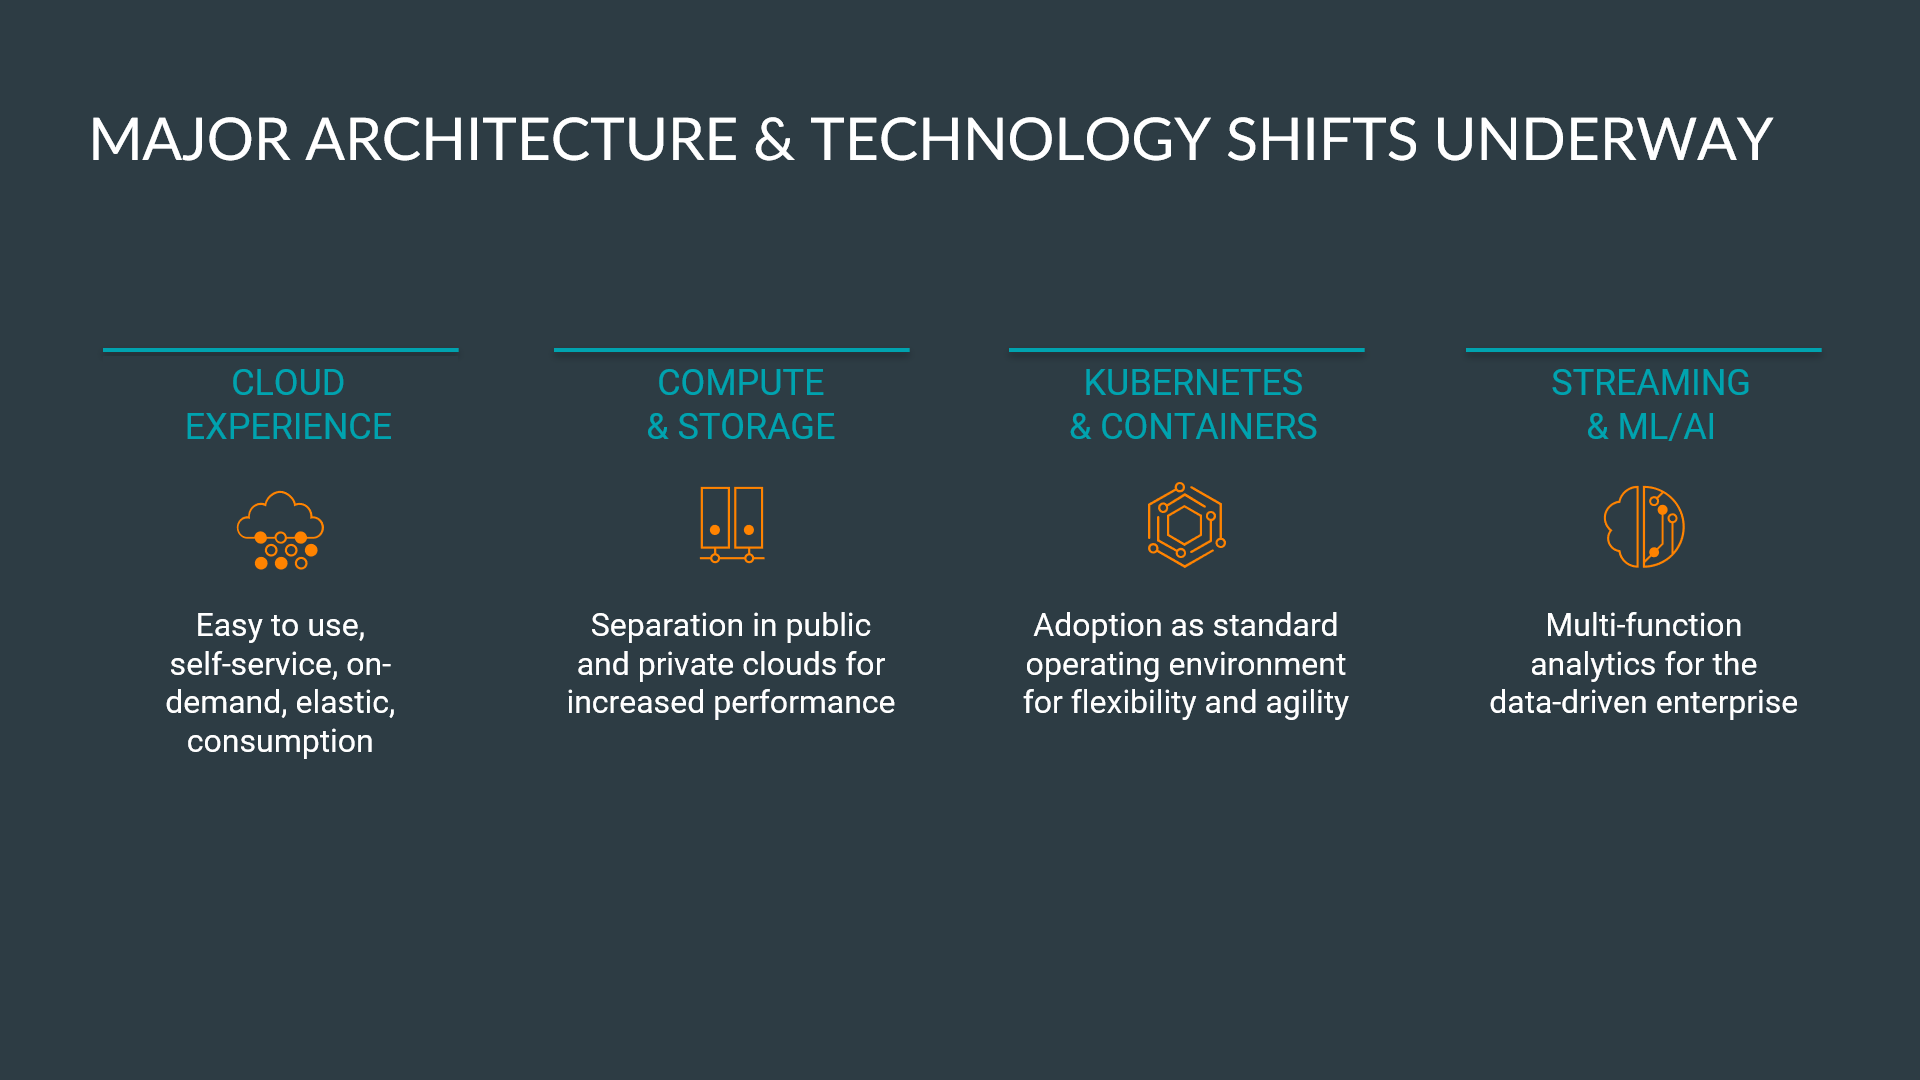 MAJOR ARCHITECTURE & TECHNOLOGY SHIFTS UNDERWAY
CLOUD
EXPERIENCE
Easy to use,
self-service, on-
demand, elastic,
consumption
COMPUTE
& STORAGE
Separation in public
and private clouds for
increased performance
KUBERNETES
& CONTAINERS
Adoption as standard
operating environment
for flexibility and agility
STREAMING
& ML/AI
Multi-function
analytics for the
data-driven enterprise